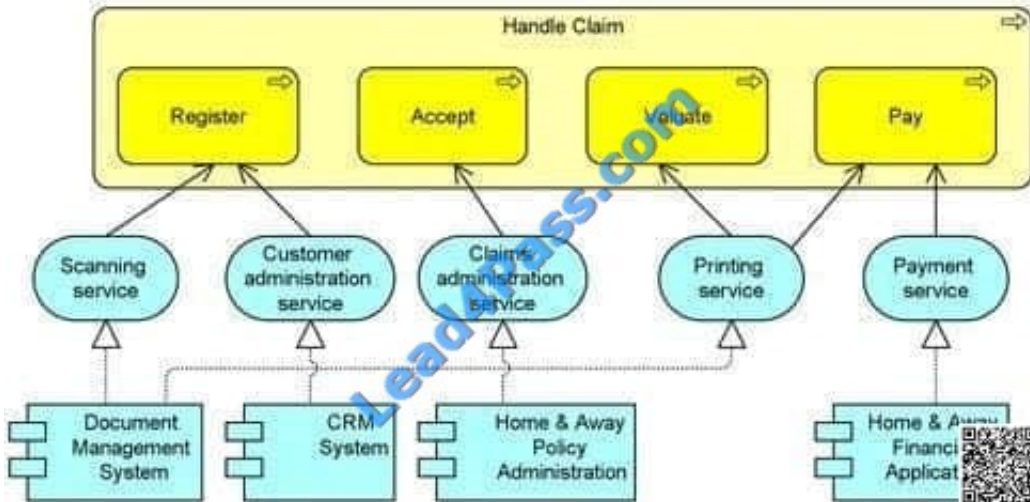 Handle Claim
Register
Accept
Valuate
Pay
Scanning
service
Customer
administration
service
Claims
administration
service
Printing
service
Payment
service
Document
Management
System
CRM
System
Home & Away
Policy
Administration
Home & Away
Lead4pass.com